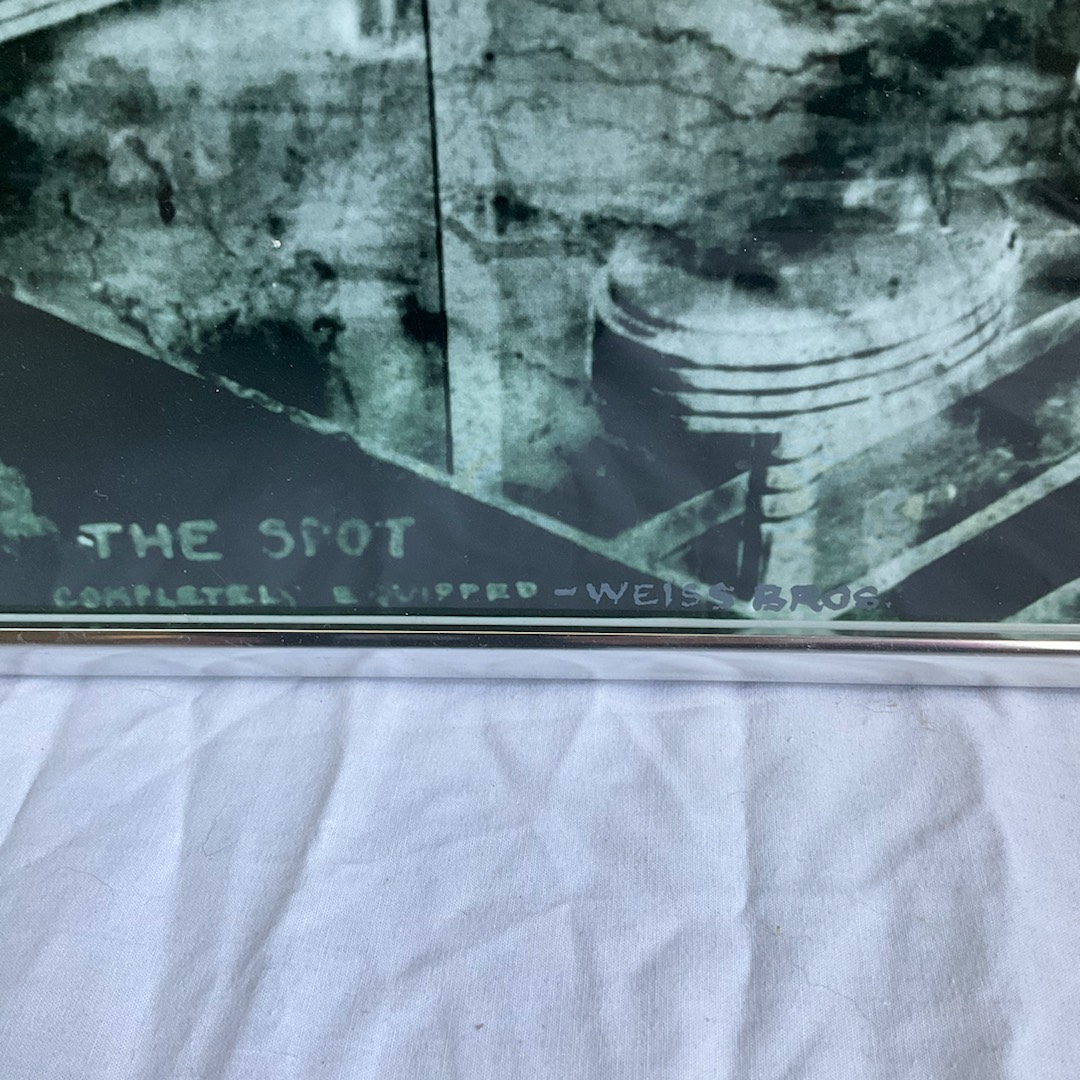 THE SPOT
COMPLETELY EQUIPPED - WEISS BROS.